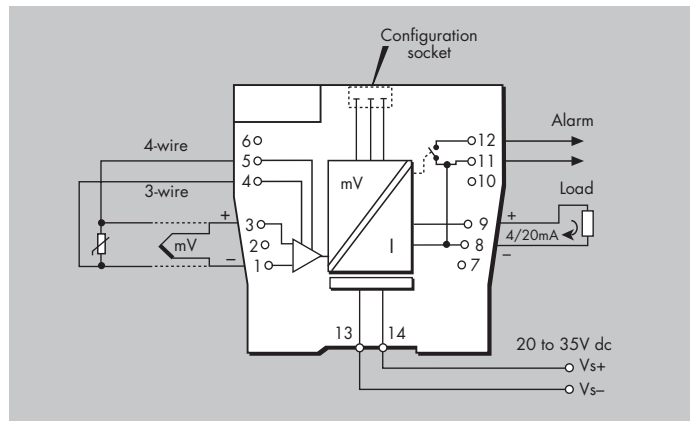 Configuration
socket
4-wire
3-wire
+
mV
–
6
5
4
3
2
1
mV
I
12
11
10
9
8
7
Alarm
Load
+
4/20mA
–
13
14
20 to 35V dc
Vs+
Vs–